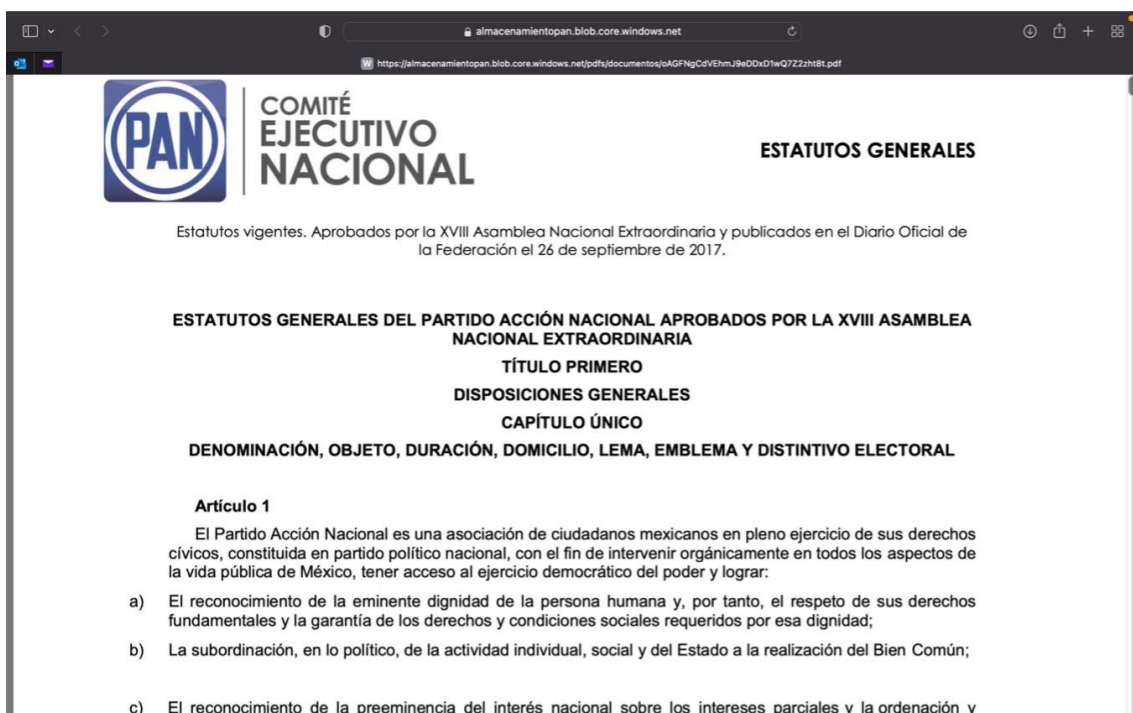 almacenamientopan.blob.core.windows.net
W https://almacenamientopan.blob.core.windows.net/pdfs/documentos/oAGFNgCdVEhmJ9eDDxD1wQ7Z2zht8t.pdf
PAN
COMITÉ
EJECUTIVO
NACIONAL
ESTATUTOS GENERALES
Estatutos vigentes. Aprobados por la XVIII Asamblea Nacional Extraordinaria y publicados en el Diario Oficial de
la Federación el 26 de septiembre de 2017.
ESTATUTOS GENERALES DEL PARTIDO ACCIÓN NACIONAL APROBADOS POR LA XVIII ASAMBLEA
NACIONAL EXTRAORDINARIA
TÍTULO PRIMERO
DISPOSICIONES GENERALES
CAPÍTULO ÚNICO
DENOMINACIÓN, OBJETO, DURACIÓN, DOMICILIO, LEMA, EMBLEMA Y DISTINTIVO ELECTORAL
Artículo 1
El Partido Acción Nacional es una asociación de ciudadanos mexicanos en pleno ejercicio de sus derechos
cívicos, constituida en partido político nacional, con el fin de intervenir orgánicamente en todos los aspectos de
la vida pública de México, tener acceso al ejercicio democrático del poder y lograr:
a) El reconocimiento de la eminente dignidad de la persona humana y, por tanto, el respeto de sus derechos
fundamentales y la garantía de los derechos y condiciones sociales requeridos por esa dignidad;
b) La subordinación, en lo político, de la actividad individual, social y del Estado a la realización del Bien Común;
c) El reconocimiento de la preeminencia del interés nacional sobre los intereses parciales y la ordenación y